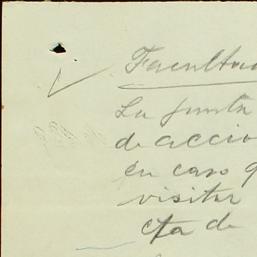 Facultad
La junta
de accio
en caso q
visitar
cta de